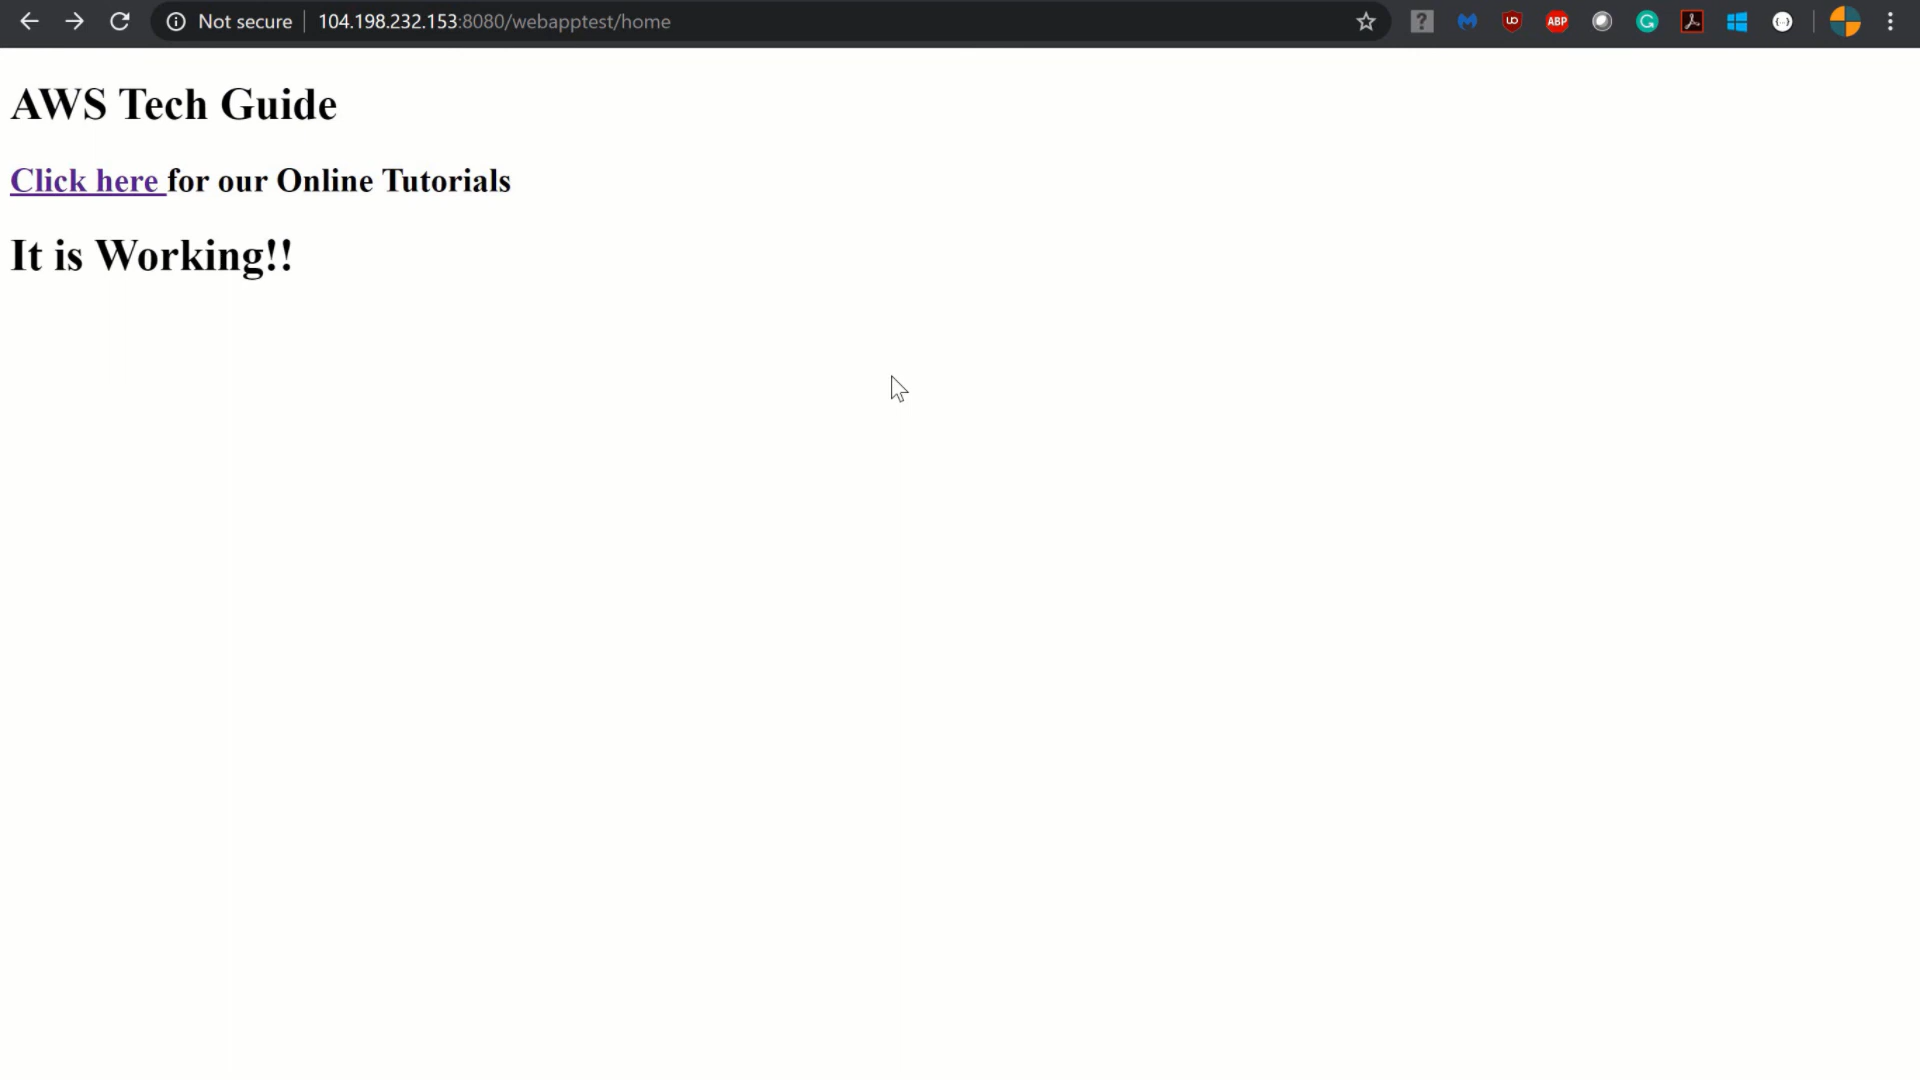 Not secure 104.198.232.153:8080/webapptest/home
ABP
AWS Tech Guide
Click here for our Online Tutorials
It is Working!!